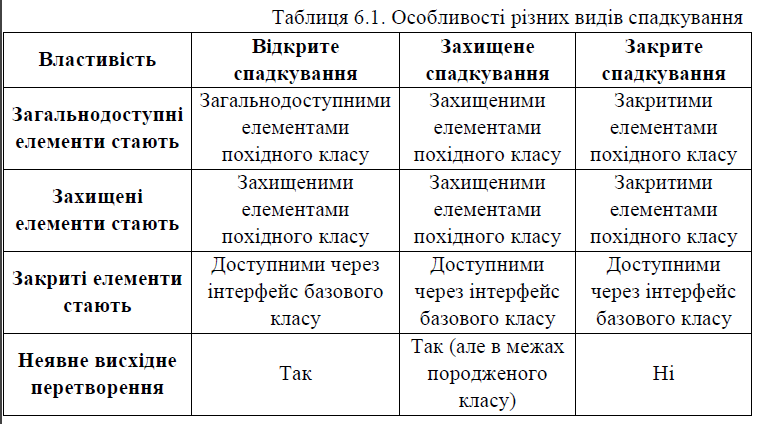 Таблиця 6.1. Особливості різних видів спадкування
Властивість
Відкрите
спадкування
Захищене
спадкування
Закрите
спадкування
Загальнодоступні
елементи стають
Загальнодоступними
елементами
похідного класу
Захищеними
елементами
похідного класу
Закритими
елементами
похідного класу
Захищені
елементи стають
Захищеними
елементами
похідного класу
Захищеними
елементами
похідного класу
Закритими
елементами
похідного класу
Закриті елементи
стають
Доступними через
інтерфейс базового
класу
Доступними
через інтерфейс
базового класу
Доступними
через інтерфейс
базового класу
Неявне висхідне
перетворення
Так
Так (але в межах
породженого
класу)
Ні